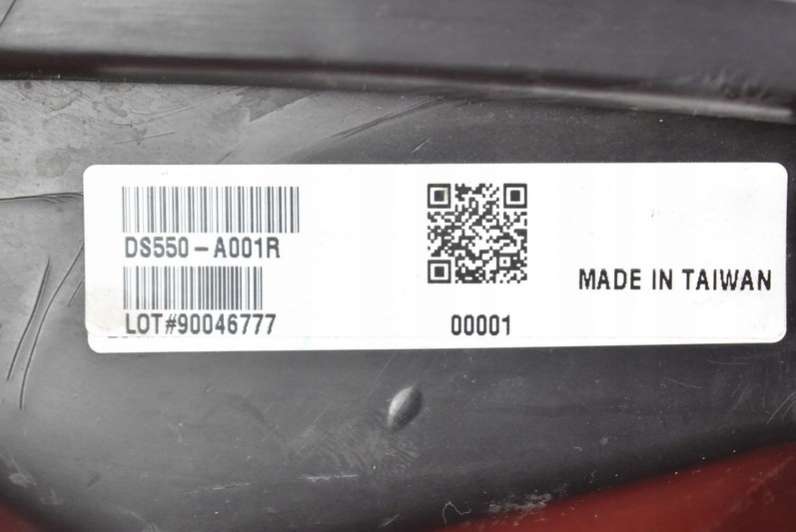 DS550-A001R
LOT#90046777
00001
MADE IN TAIWAN